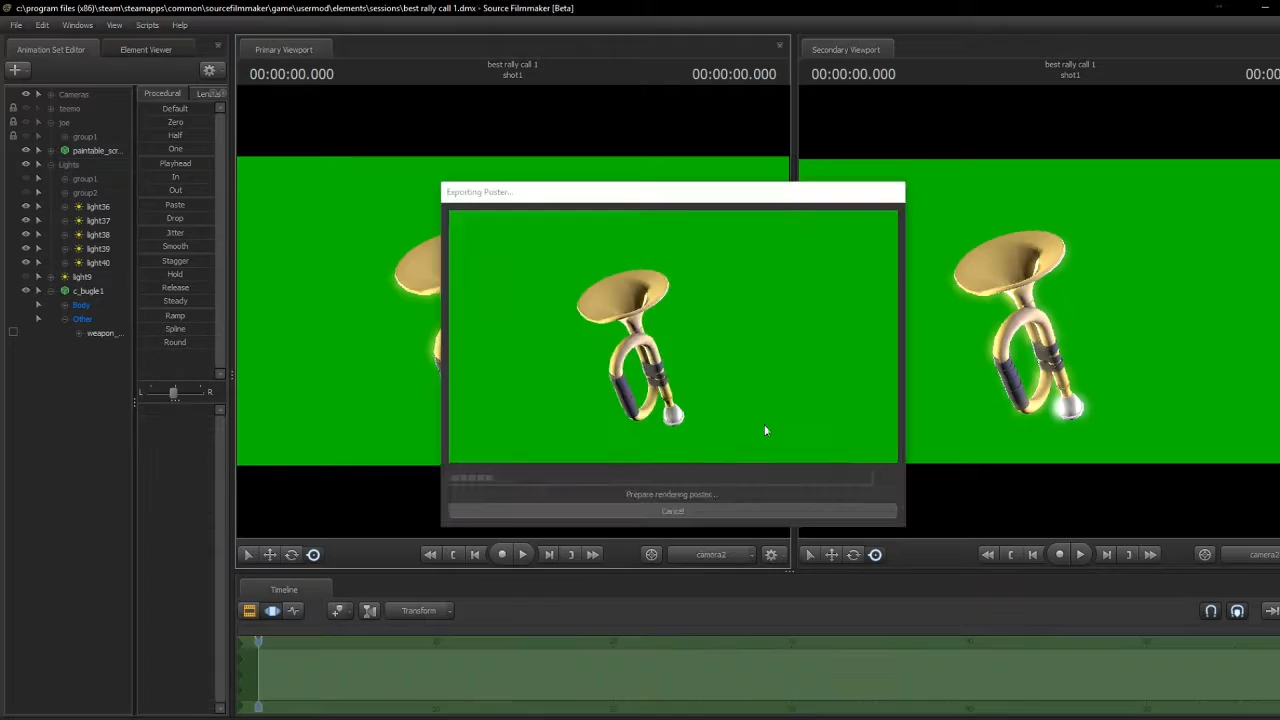 c:\program files (x86)\steam\steamapps\common\sourcefilmmaker\game\usermod\elements\sessions\best rally call 1.dmx - Source Filmmaker [Beta]
File Edit Windows View Scripts Help
Animation Set Editor Element Viewer
Primary Viewport
Secondary Viewport
00:00:00.000
best rally call 1
shot1
00:00:00.000
00:00:00.000
best rally call 1
shot1
00:00
Cameras
teemo
joe
group1
paintable_scr...
Lights
group1
group2
light36
light37
light38
light39
light40
light9
c_bugle1
Body
Other
weapon_...
Procedural
Default
Zero
Half
One
Playhead
In
Out
Paste
Drop
Jitter
Smooth
Stagger
Hold
Release
Steady
Ramp
Spline
Round
L R
Exporting Poster...
Prepare rendering poster...
Cancel
camera2
camera2
Timeline
Transform